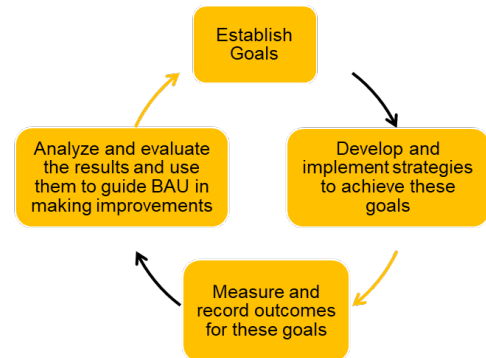 Establish
Goals
Develop and
implement strategies
to achieve these
goals
Measure and
record outcomes
for these goals
Analyze and evaluate
the results and use
them to guide BAU in
making improvements